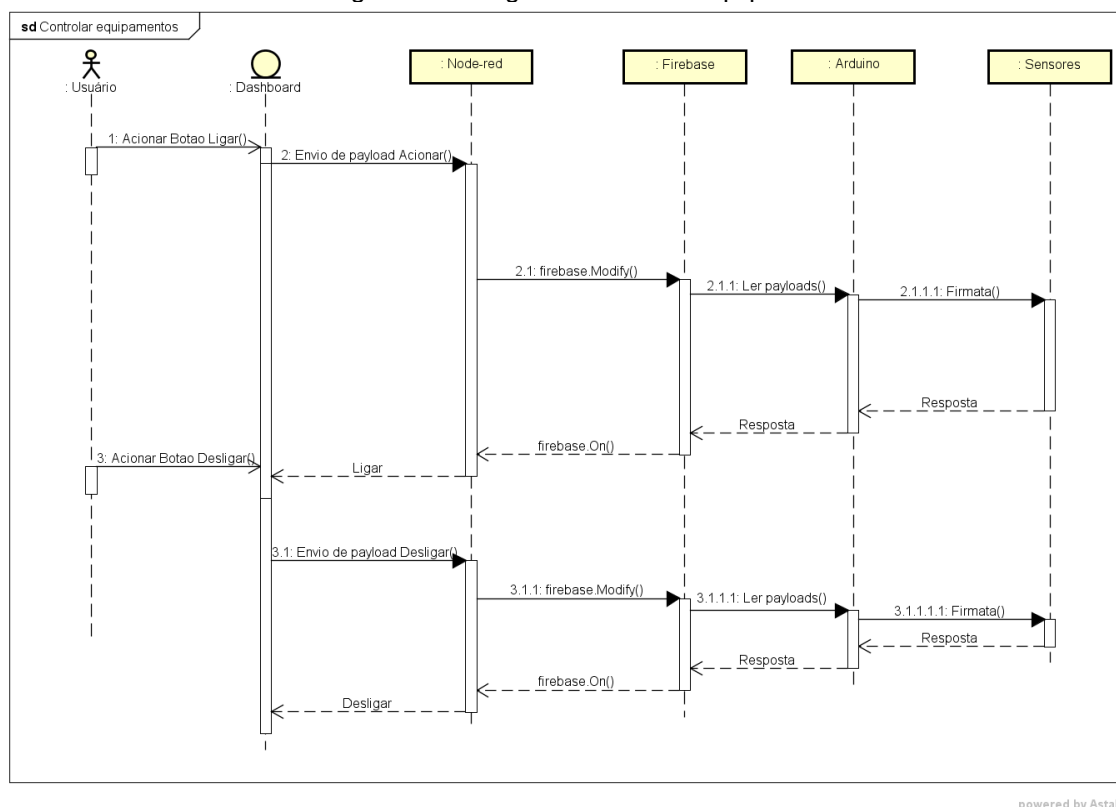 sd Controlar equipamentos
: Usuário
: Dashboard
: Node-red
: Firebase
: Arduino
: Sensores
1: Acionar Botao Ligar()
2: Envio de payload Acionar()
2.1: firebase.Modify()
2.1.1: Ler payloads()
2.1.1.1: Firmata()
Resposta
Resposta
firebase.On()
Ligar
3: Acionar Botao Desligar()
3.1: Envio de payload Desligar()
3.1.1: firebase.Modify()
3.1.1.1: Ler payloads()
3.1.1.1.1: Firmata()
Resposta
Resposta
firebase.On()
Desligar
powered by Asta